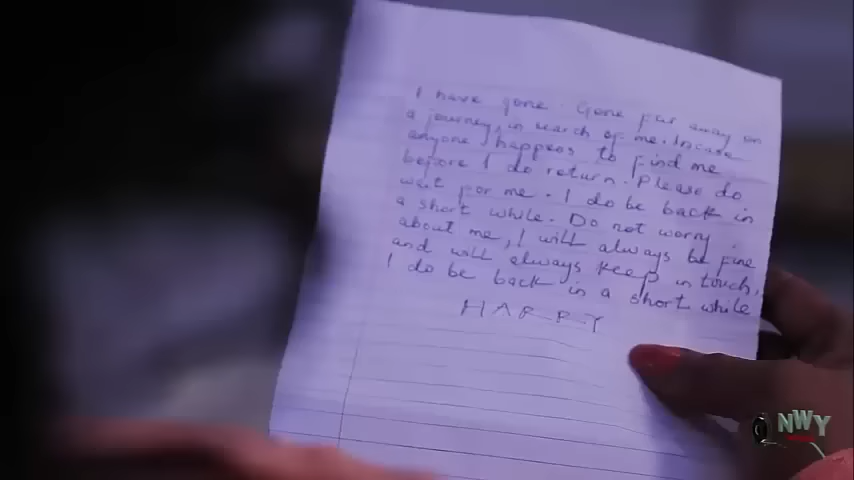 I have gone. Gone far away on
a journey, in search of me. Incase
anyone happens to find me
before I do return. Please do
wait for me. I do be back in
a short while. Do not worry
about me, I will always be fine
and will always keep in touch,
I do be back in a short while
HARRY
NWY